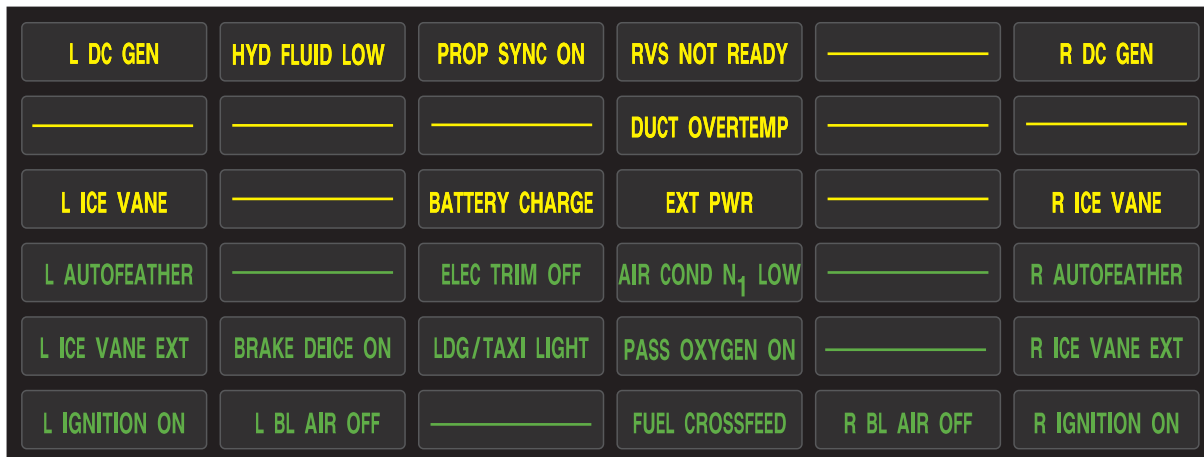 L DC GEN HYD FLUID LOW PROP SYNC ON RVS NOT READY R DC GEN
DUCT OVERTEMP
L ICE VANE BATTERY CHARGE EXT PWR R ICE VANE
L AUTOFEATHER ELEC TRIM OFF AIR COND N1 LOW R AUTOFEATHER
L ICE VANE EXT BRAKE DEICE ON LDG/TAXI LIGHT PASS OXYGEN ON R ICE VANE EXT
L IGNITION ON L BL AIR OFF FUEL CROSSFEED R BL AIR OFF R IGNITION ON